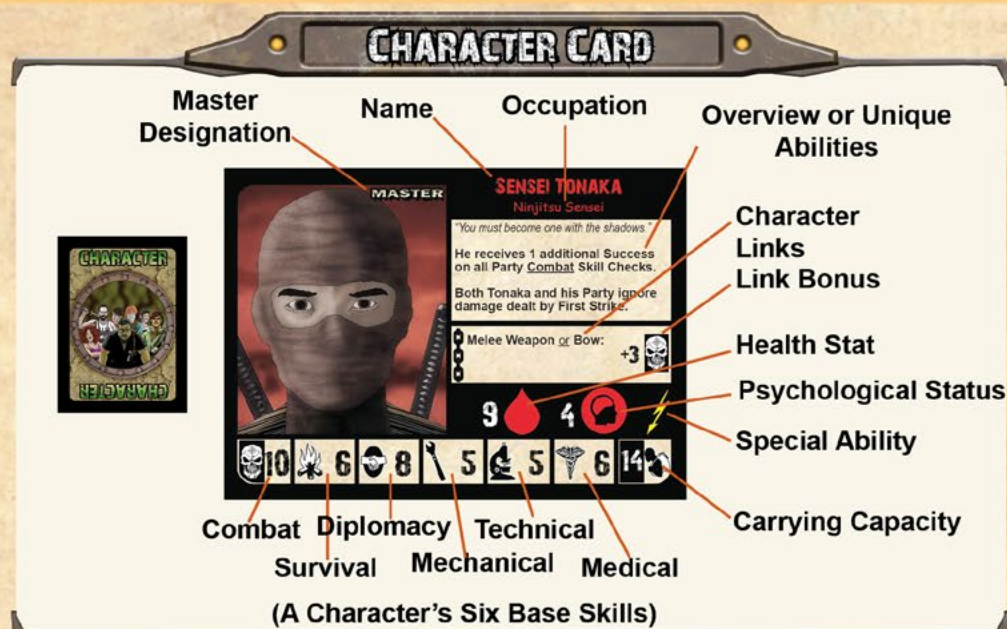 CHARACTER CARD
Master
Designation
Name
Occupation
Overview or Unique
Abilities
MASTER
SENSEI TONAKA
Ninjitsu Sensei
"You must become one with the shadows."
He receives 1 additional Success
on all Party Combat Skill Checks.
Both Tonaka and his Party ignore
damage dealt by First Strike.
Melee Weapon or Bow:
+3
9
4
10
6
8
5
5
6
14
CHARACTER
CHARACTER
Character
Links
Link Bonus
Health Stat
Psychological Status
Special Ability
Carrying Capacity
Combat
Diplomacy
Technical
Survival
Mechanical
Medical
(A Character's Six Base Skills)